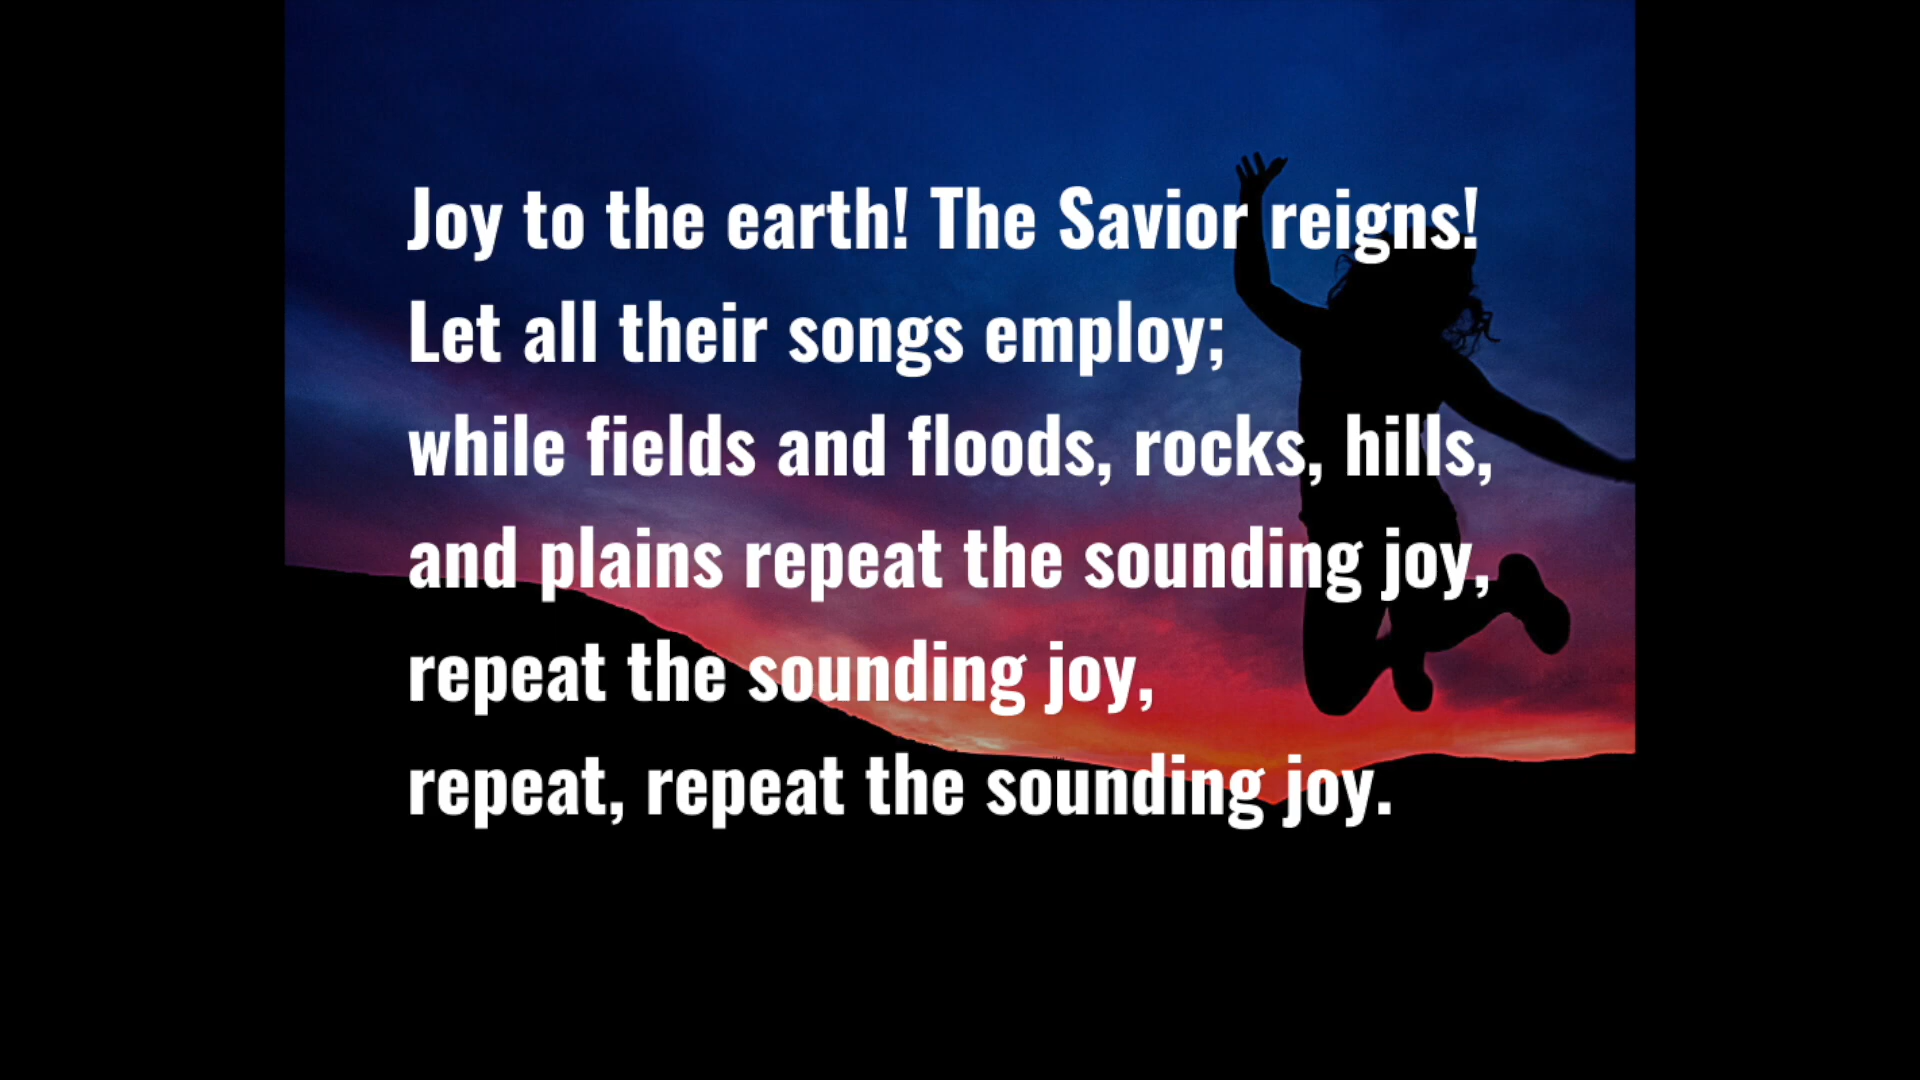 Joy to the earth! The Savior reigns!
Let all their songs employ;
while fields and floods, rocks, hills,
and plains repeat the sounding joy,
repeat the sounding joy,
repeat, repeat the sounding joy.